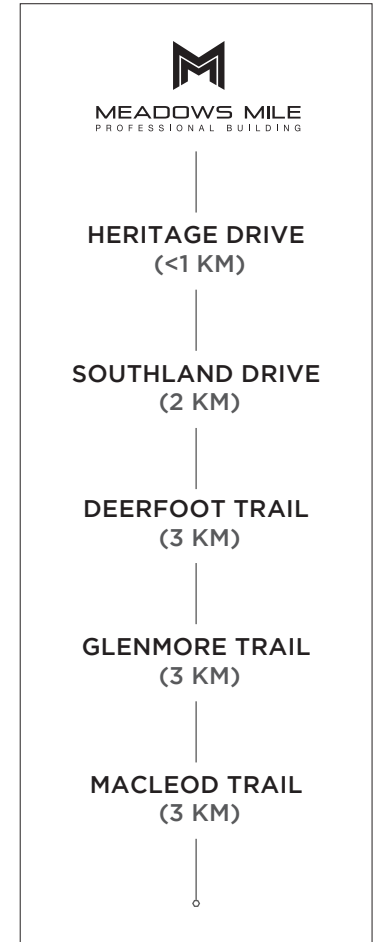 MEADOWS MILE
PROFESSIONAL BUILDING
HERITAGE DRIVE
(<1 KM)
SOUTHLAND DRIVE
(2 KM)
DEERFOOT TRAIL
(3 KM)
GLENMORE TRAIL
(3 KM)
MACLEOD TRAIL
(3 KM)